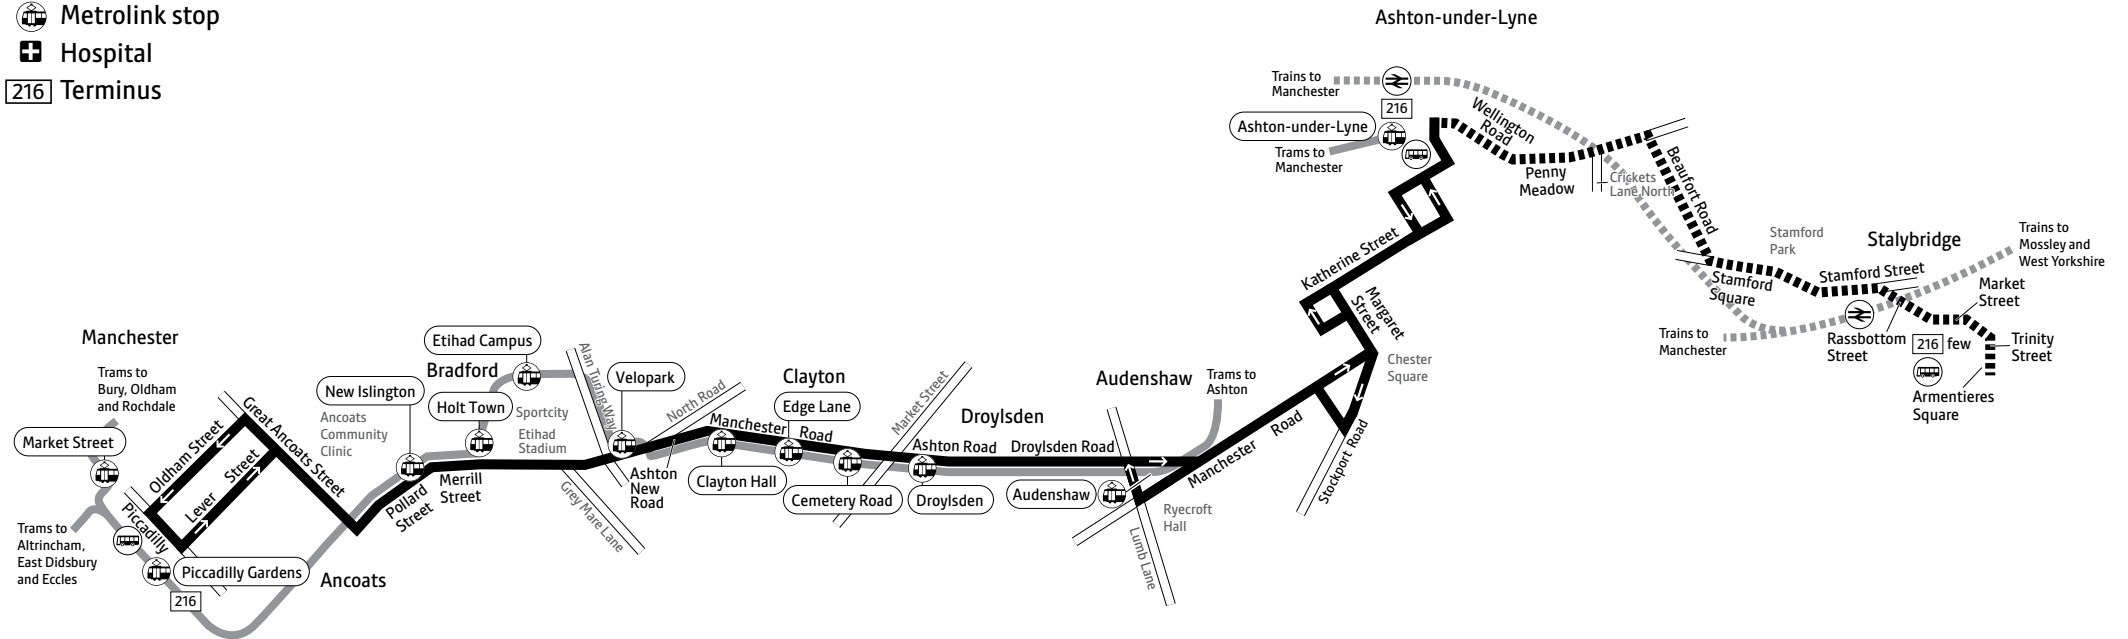 Metrolink stop
Hospital
216 Terminus
Ashton-under-Lyne
Trains to
Manchester
216
Ashton-under-Lyne
Trams to
Manchester
Wellington
Road
Penny
Meadow
Crickets
Lane North
Beaufort Road
Stamford
Square
Stamford
Park
Stalybridge
Stamford Street
Trains to
Mossley and
West Yorkshire
Market
Street
Trains to
Manchester
Rassbottom
Street
216 few
Trinity
Street
Armentieres
Square
Katherine Street
Margaret
Street
Chester
Square
Stockport Road
Manchester
Trams to
Bury, Oldham
and Rochdale
Market Street
Trams to
Altrincham,
East Didsbury
and Eccles
Oldham Street
Lever Street
Great Ancoats Street
Piccadilly
Piccadilly Gardens
216
Ancoats
New Islington
Ancoats
Community
Clinic
Pollard
Street
Merrill
Street
Bradford
Etihad Campus
Holt Town
Sportcity
Etihad
Stadium
Alan Turing Way
Grey Mare Lane
Velopark
Ashton
New
Road
North Road
Manchester Road
Clayton
Edge Lane
Clayton Hall
Cemetery Road
Market Street
Droylsden
Ashton Road
Droylsden Road
Droylsden
Audenshaw
Audenshaw
Trams to
Ashton
Manchester Road
Ryecroft
Hall
Lumb Lane